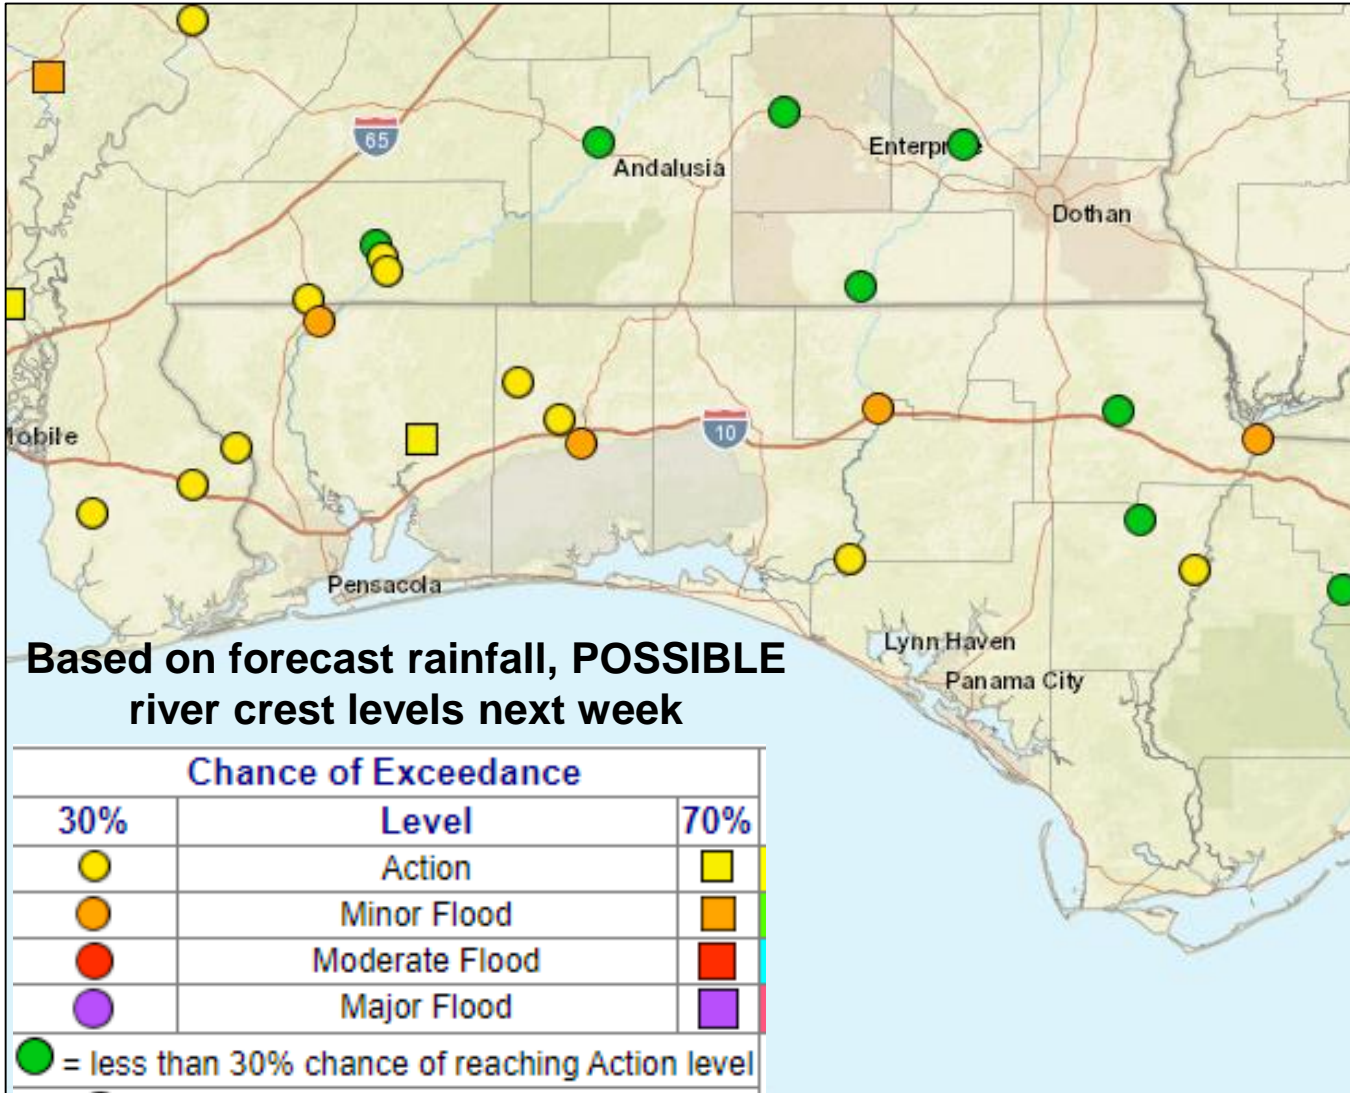 65
Andalusia
Enterpr
Dothan
10
Mobile
Pensacola
Lynn Haven
Panama City
Based on forecast rainfall, POSSIBLE
river crest levels next week
Chance of Exceedance
30% Level 70%
Action
Minor Flood
Moderate Flood
Major Flood
= less than 30% chance of reaching Action level